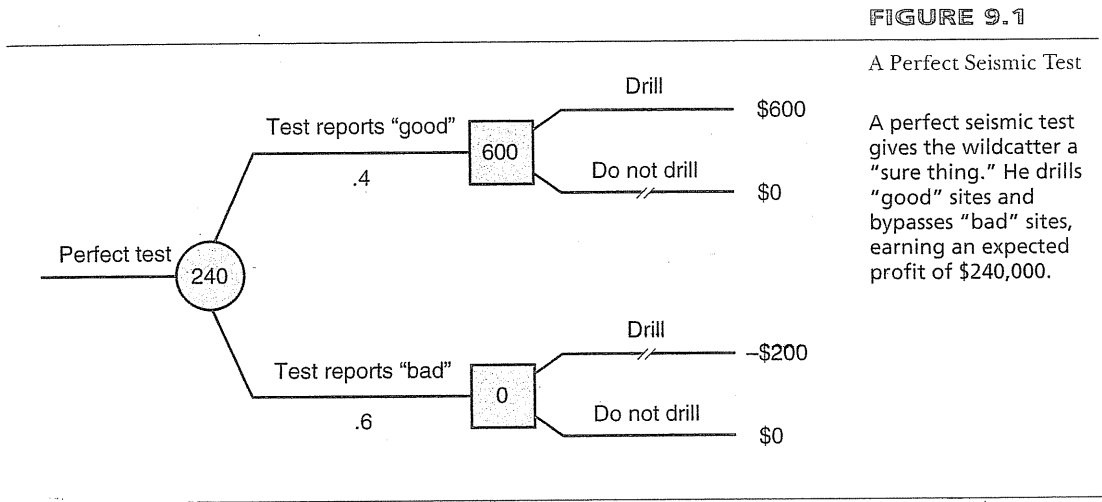 FIGURE 9.1
A Perfect Seismic Test
A perfect seismic test
gives the wildcatter a
"sure thing." He drills
"good" sites and
bypasses "bad" sites,
earning an expected
profit of $240,000.
Perfect test
240
Test reports "good"
.4
600
Drill
$600
Do not drill
$0
Test reports "bad"
.6
0
Drill
–$200
Do not drill
$0